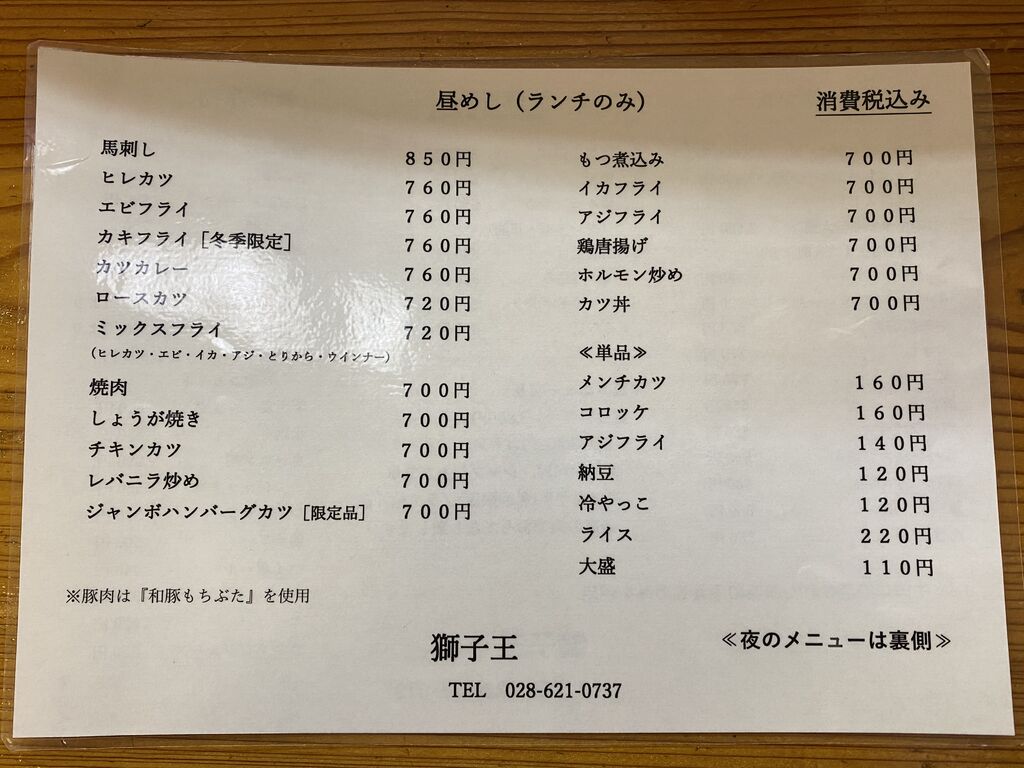 昼めし（ランチのみ）
消費税込み
馬刺し ８５０円
ヒレカツ ７６０円
エビフライ ７６０円
カキフライ［冬季限定］ ７６０円
カツカレー ７６０円
ロースカツ ７２０円
ミックスフライ ７２０円
（ヒレカツ・エビ・イカ・アジ・とりから・ウインナー）
焼肉 ７００円
しょうが焼き ７００円
チキンカツ ７００円
レバニラ炒め ７００円
ジャンボハンバーグカツ［限定品］ ７００円
※豚肉は『和豚もちぶた』を使用
もつ煮込み ７００円
イカフライ ７００円
アジフライ ７００円
鶏唐揚げ ７００円
ホルモン炒め ７００円
カツ丼 ７００円
≪単品≫
メンチカツ １６０円
コロッケ １６０円
アジフライ １４０円
納豆 １２０円
冷やっこ １２０円
ライス ２２０円
大盛 １１０円
≪夜のメニューは裏側≫
獅子王
TEL 028-621-0737